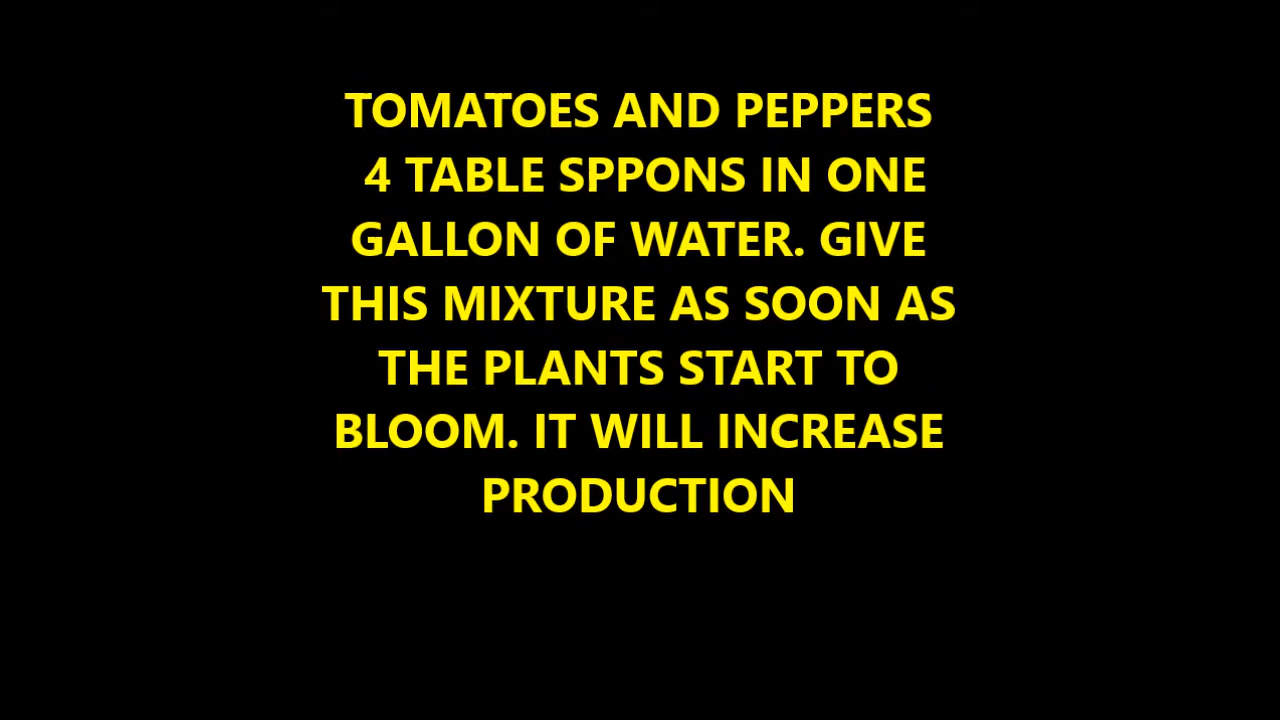 TOMATOES AND PEPPERS
4 TABLE SPPONS IN ONE
GALLON OF WATER. GIVE
THIS MIXTURE AS SOON AS
THE PLANTS START TO
BLOOM. IT WILL INCREASE
PRODUCTION